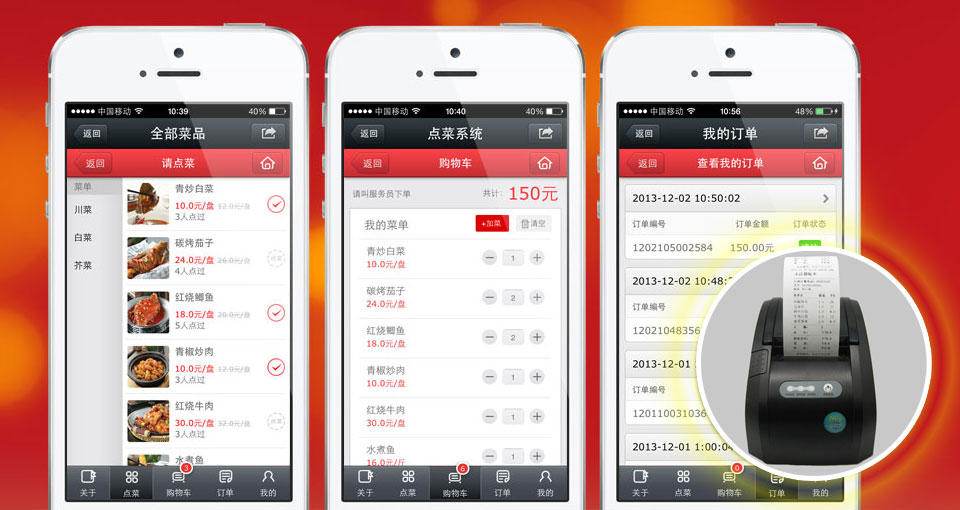 中国移动 10:39 40%
返回 全部菜品
返回 请点菜
菜单
川菜
白菜
芥菜
青炒白菜
10.0元/盘 12.0元/盘
3人点过
碳烤茄子
24.0元/盘 26.0元/盘
点菜
4人点过
红烧鲫鱼
18.0元/盘 20.0元/盘
5人点过
青椒炒肉
10.0元/盘 12.0元/盘
3人点过
红烧牛肉
30.0元/盘 32.0元/盘
点菜
3人点过
水煮鱼
3
关于 点菜 购物车 订单 我的
中国移动 10:40 40%
返回 点菜系统
返回 购物车
请叫服务员下单 共计: 150元
我的菜单 +加菜 清空
青炒白菜
10.0元/盘 1
碳烤茄子
24.0元/盘 2
红烧鲫鱼
18.0元/盘 2
青椒炒肉
10.0元/盘 1
红烧牛肉
30.0元/盘 1
水煮鱼
16.0元/斤
6
关于 点菜 购物车 订单 我的
中国移动 10:56 48%
返回 我的订单
返回 查看我的订单
2013-12-02 10:50:02
订单编号 订单金额 订单状态
1202105002584 150.00元
2013-12-02 10:48:
订单编号
12021048356
2013-12-01
订单编号
120110031036
2013-12-01 1:00:04
0
关于 点菜 购物车 订单 我的